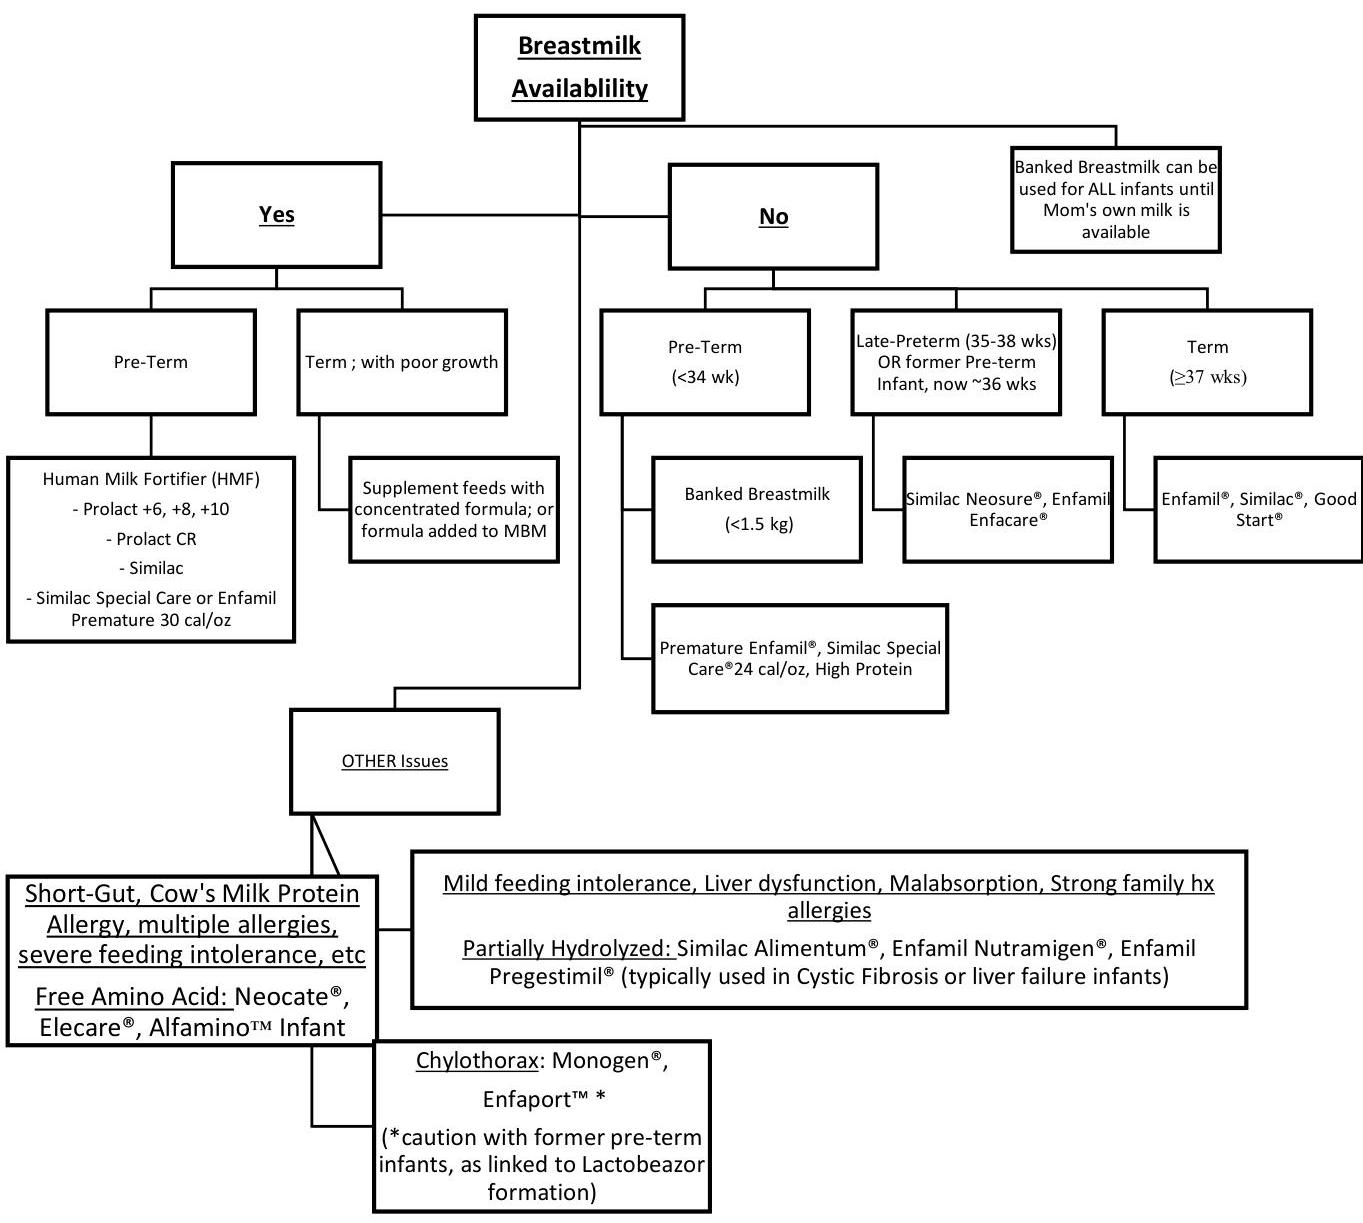 Breastmilk
Availablility
Banked Breastmilk can be
used for ALL infants until
Mom's own milk is
available
Yes
No
Pre-Term
Term ; with poor growth
Pre-Term
(<34 wk)
Late-Preterm (35-38 wks)
OR former Pre-term
Infant, now ~36 wks
Term
(≥37 wks)
Human Milk Fortifier (HMF)
- Prolact +6, +8, +10
- Prolact CR
- Similac
- Similac Special Care or Enfamil
Premature 30 cal/oz
Supplement feeds with
concentrated formula; or
formula added to MBM
Banked Breastmilk
(<1.5 kg)
Similac Neosure®, Enfamil
Enfacare®
Enfamil®, Similac®, Good
Start®
Premature Enfamil®, Similac Special
Care®24 cal/oz, High Protein
OTHER Issues
Short-Gut, Cow's Milk Protein
Allergy, multiple allergies,
severe feeding intolerance, etc
Free Amino Acid: Neocate®,
Elecare®, Alfamino™ Infant
Mild feeding intolerance, Liver dysfunction, Malabsorption, Strong family hx
allergies
Partially Hydrolyzed: Similac Alimentum®, Enfamil Nutramigen®, Enfamil
Pregestimil® (typically used in Cystic Fibrosis or liver failure infants)
Chylothorax: Monogen®,
Enfaport™ *
(*caution with former pre-term
infants, as linked to Lactobeazor
formation)